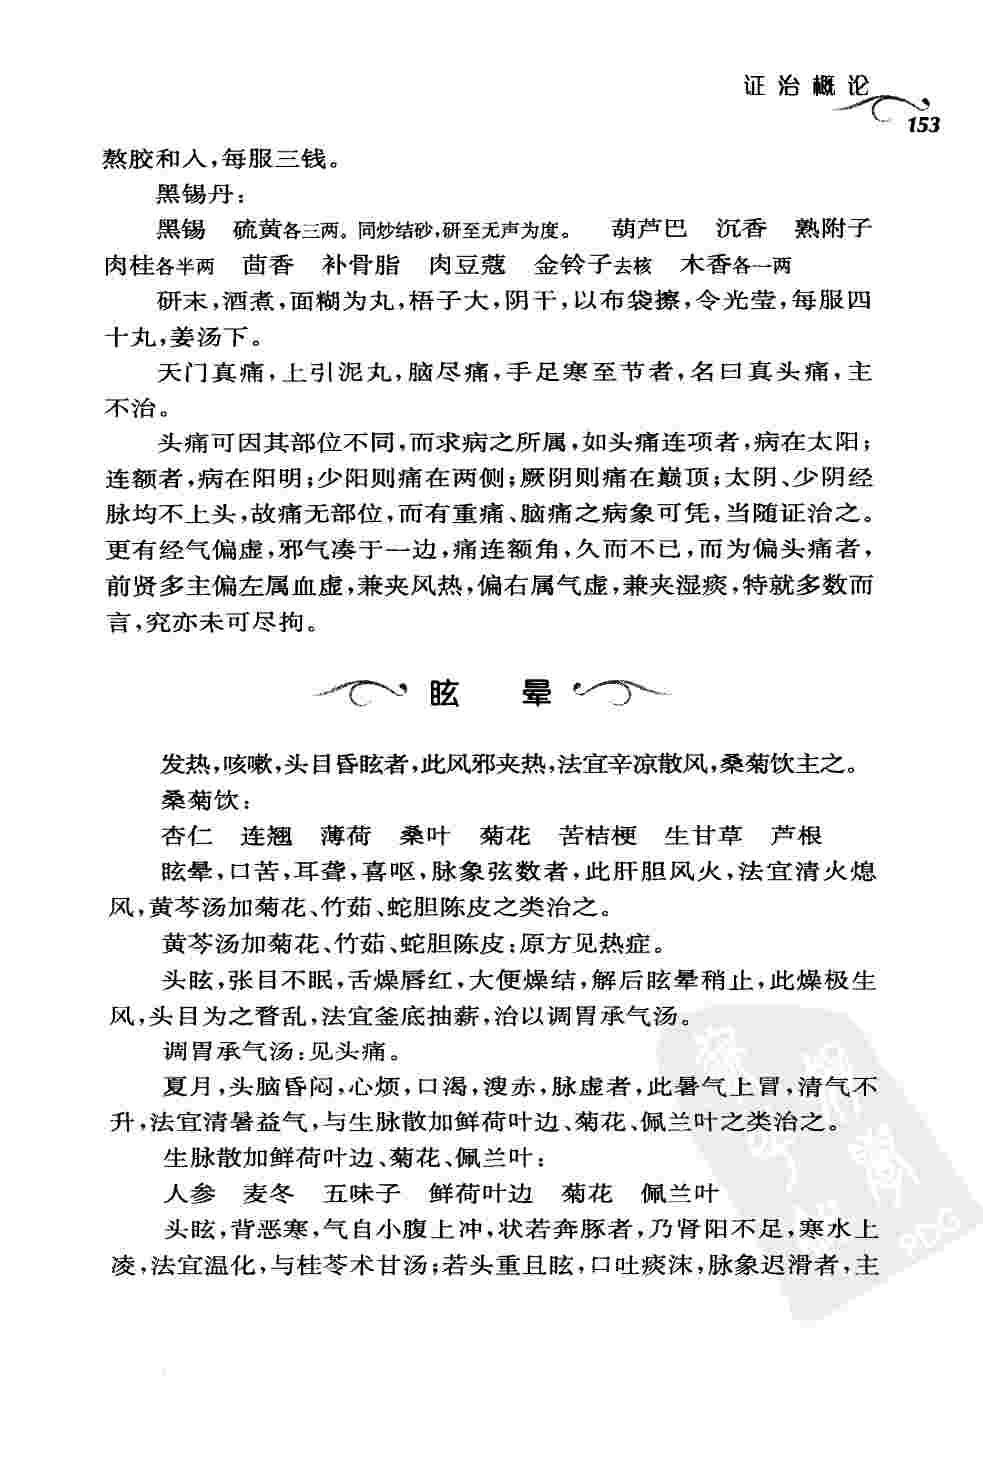 证治概论
153
熬胶和入,每服三钱。
黑锡丹:
黑锡 硫黄各三两。同炒结砂,研至无声为度。 葫芦巴 沉香 熟附子
肉桂各半两 茴香 补骨脂 肉豆蔻 金铃子去核 木香各一两
研末,酒煮,面糊为丸,梧子大,阴干,以布袋擦,令光莹,每服四
十丸,姜汤下。
天门真痛,上引泥丸,脑尽痛,手足寒至节者,名曰真头痛,主
不治。
头痛可因其部位不同,而求病之所属,如头痛连项者,病在太阳;
连额者,病在阳明;少阳则痛在两侧;厥阴则痛在巅顶;太阴、少阴经
脉均不上头,故痛无部位,而有重痛、脑痛之病象可凭,当随证治之。
更有经气偏虚,邪气凑于一边,痛连额角,久而不已,而为偏头痛者,
前贤多主偏左属血虚,兼夹风热,偏右属气虚,兼夹湿痰,特就多数而
言,究亦未可尽拘。
眩 晕
发热,咳嗽,头目昏眩者,此风邪夹热,法宜辛凉散风,桑菊饮主之。
桑菊饮:
杏仁 连翘 薄荷 桑叶 菊花 苦桔梗 生甘草 芦根
眩晕,口苦,耳聋,喜呕,脉象弦数者,此肝胆风火,法宜清火熄
风,黄芩汤加菊花、竹茹、蛇胆陈皮之类治之。
黄芩汤加菊花、竹茹、蛇胆陈皮:原方见热症。
头眩,张目不眠,舌燥唇红,大便燥结,解后眩晕稍止,此燥极生
风,头目为之瞀乱,法宜釜底抽薪,治以调胃承气汤。
调胃承气汤:见头痛。
夏月,头脑昏闷,心烦,口渴,溲赤,脉虚者,此暑气上冒,清气不
升,法宜清暑益气,与生脉散加鲜荷叶边、菊花、佩兰叶之类治之。
生脉散加鲜荷叶边、菊花、佩兰叶:
人参 麦冬 五味子 鲜荷叶边 菊花 佩兰叶
头眩,背恶寒,气自小腹上冲,状若奔豚者,乃肾阳不足,寒水上
凌,法宜温化,与桂苓术甘汤;若头重且眩,口吐痰沫,脉象迟滑者,主
PDG